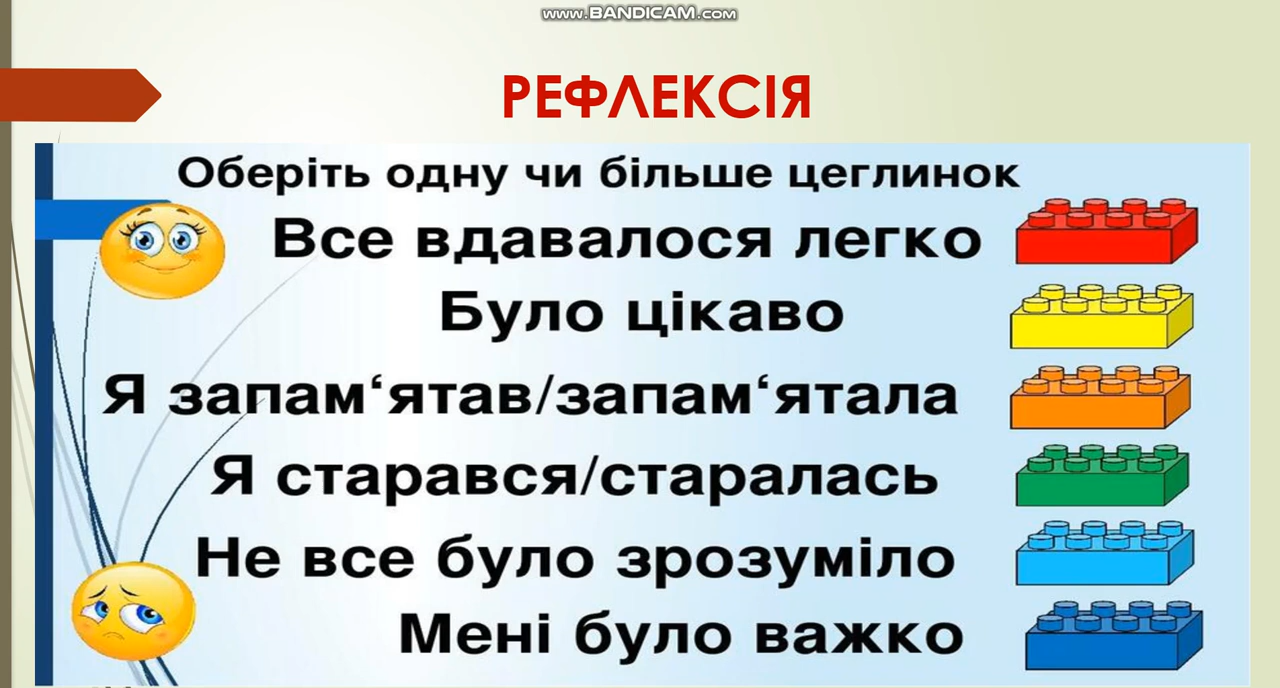 www.BANDICAM.com
РЕФЛЕКСІЯ
Оберіть одну чи більше цеглинок
Все вдавалося легко
Було цікаво
Я запам‘ятав/запам‘ятала
Я старався/старалась
Не все було зрозуміло
Мені було важко